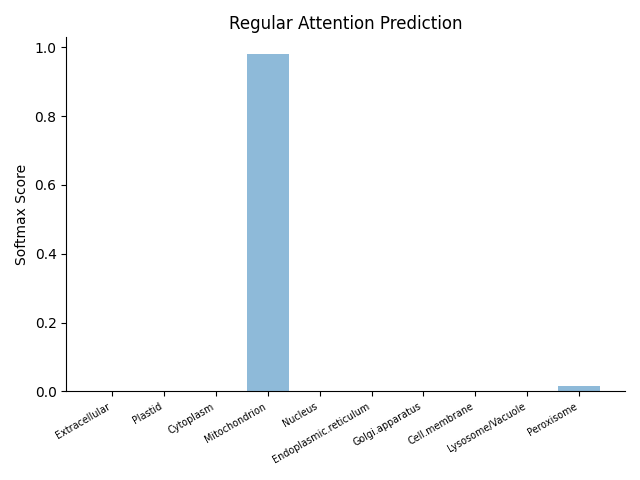 Regular Attention Prediction
Softmax Score
1.0
0.8
0.6
0.4
0.2
0.0
Extracellular
Plastid
Cytoplasm
Mitochondrion
Nucleus
Endoplasmic.reticulum
Golgi.apparatus
Cell.membrane
Lysosome/Vacuole
Peroxisome